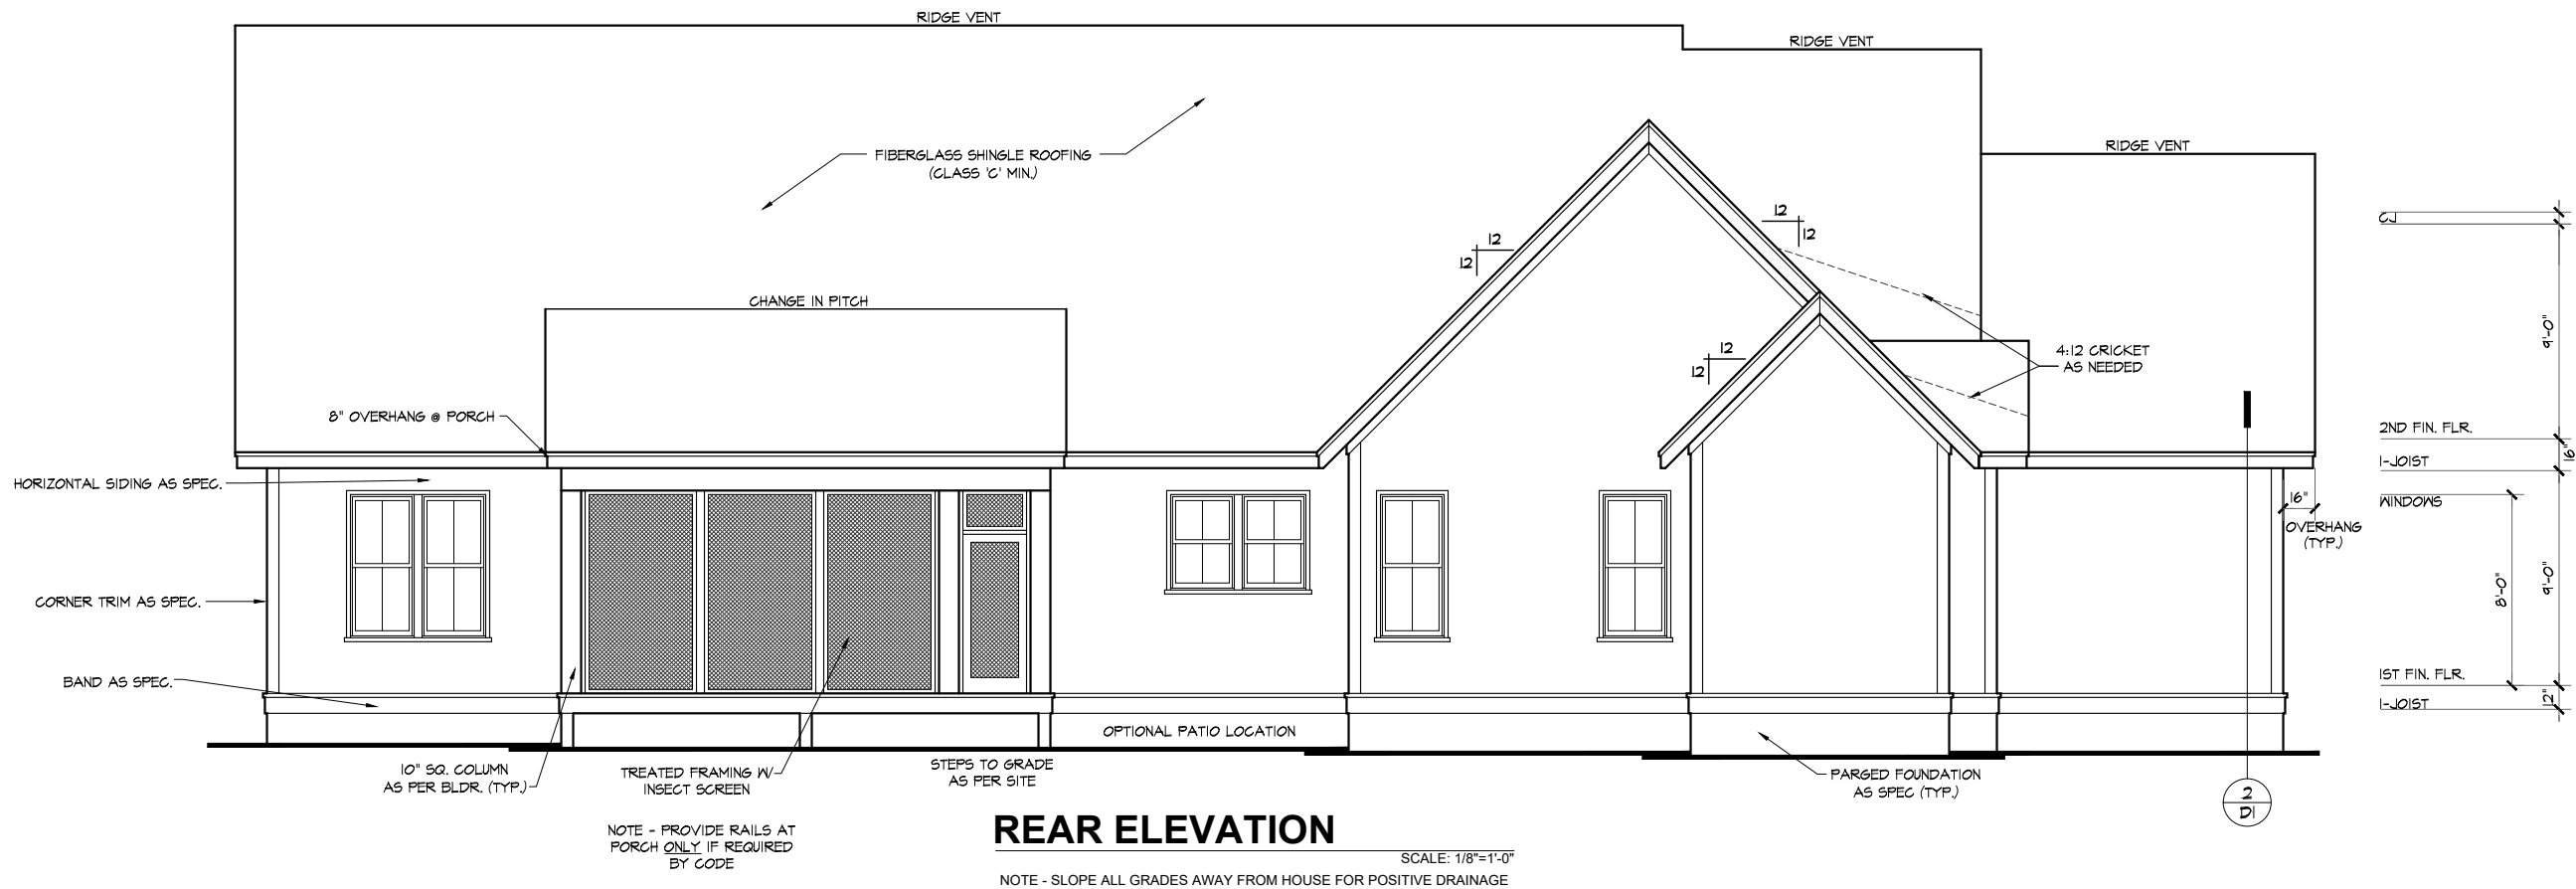 RIDGE VENT
RIDGE VENT
RIDGE VENT
FIBERGLASS SHINGLE ROOFING
(CLASS 'C' MIN.)
12
12
12
12
CJ
9'-0"
CHANGE IN PITCH
12
12
4:12 CRICKET
AS NEEDED
8" OVERHANG @ PORCH
2ND FIN. FLR.
16"
I-JOIST
HORIZONTAL SIDING AS SPEC.
16"
OVERHANG
(TYP.)
WINDOWS
8'-0"
9'-0"
CORNER TRIM AS SPEC.
BAND AS SPEC.
1ST FIN. FLR.
12"
I-JOIST
OPTIONAL PATIO LOCATION
10" SQ. COLUMN
AS PER BLDR. (TYP.)
TREATED FRAMING W/
INSECT SCREEN
STEPS TO GRADE
AS PER SITE
PARGED FOUNDATION
AS SPEC (TYP.)
2
D1
NOTE - PROVIDE RAILS AT
PORCH ONLY IF REQUIRED
BY CODE
REAR ELEVATION
SCALE: 1/8"=1'-0"
NOTE - SLOPE ALL GRADES AWAY FROM HOUSE FOR POSITIVE DRAINAGE